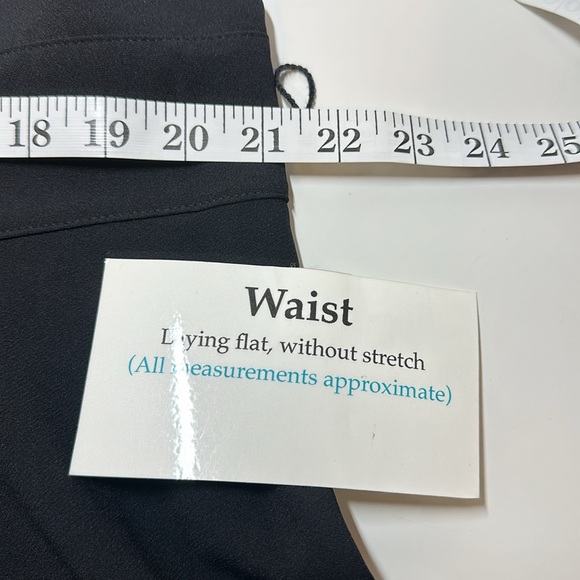 18 19 20 21 22 23 24 25
Waist
Laying flat, without stretch
(All measurements approximate)